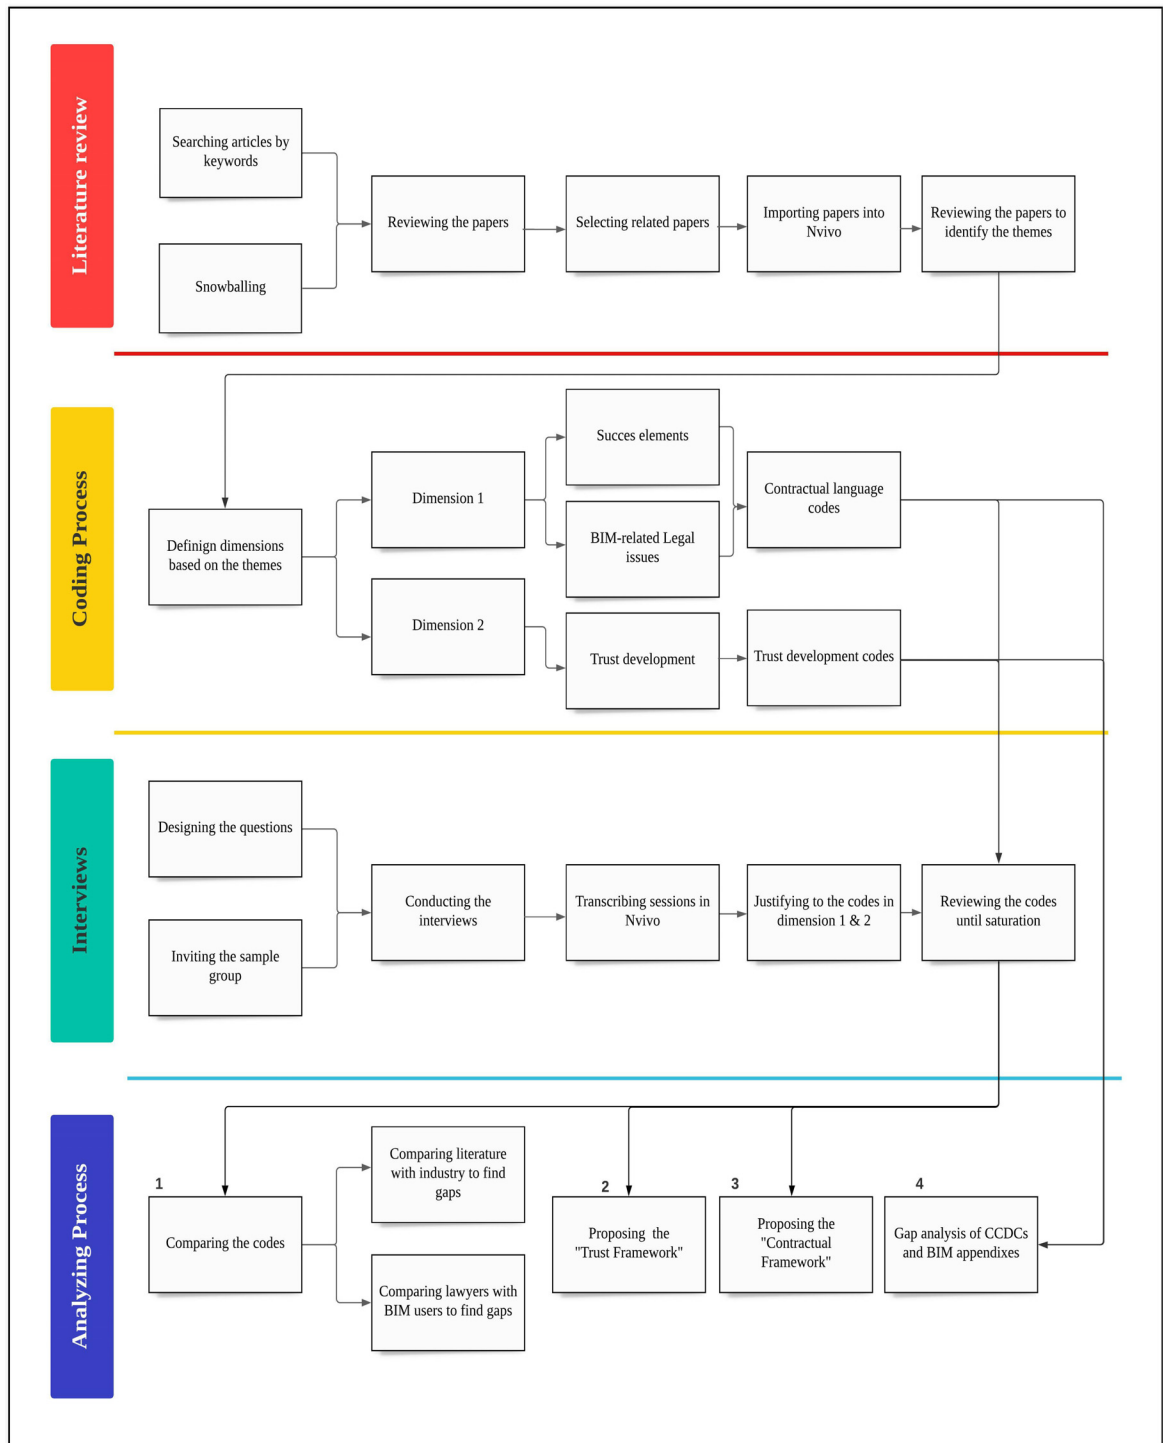 Literature review
Searching articles by
keywords
Snowballing
Reviewing the papers
Selecting related papers
Importing papers into
Nvivo
Reviewing the papers to
identify the themes
Coding Process
Definign dimensions
based on the themes
Dimension 1
Dimension 2
Succes elements
BIM-related Legal
issues
Trust development
Contractual language
codes
Trust development codes
Interviews
Designing the questions
Inviting the sample
group
Conducting the
interviews
Transcribing sessions in
Nvivo
Justifying to the codes in
dimension 1 & 2
Reviewing the codes
until saturation
Analyzing Process
1
Comparing the codes
Comparing literature
with industry to find
gaps
Comparing lawyers with
BIM users to find gaps
2
Proposing the
"Trust Framework"
3
Proposing the
"Contractual
Framework"
4
Gap analysis of CCDCs
and BIM appendixes